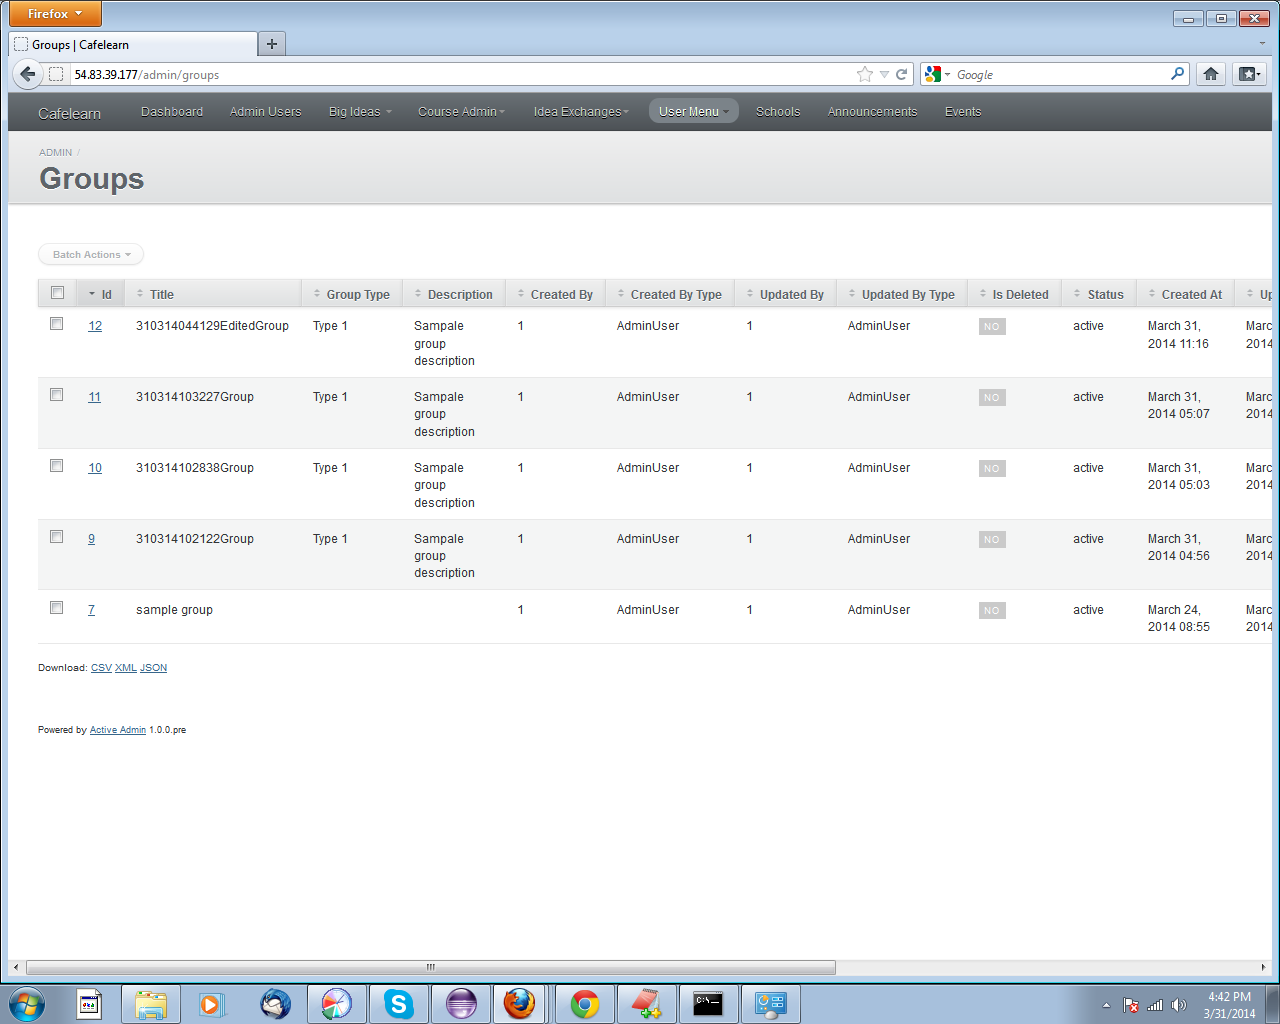 Firefox
Groups | Cafelearn
54.83.39.177/admin/groups
Google
Cafelearn Dashboard Admin Users Big Ideas Course Admin Idea Exchanges User Menu Schools Announcements Events
ADMIN /
Groups
Batch Actions
Id Title Group Type Description Created By Created By Type Updated By Updated By Type Is Deleted Status Created At Up
12 310314044129EditedGroup Type 1 Sampale 1 AdminUser 1 AdminUser NO active March 31, Marc
group 2014 11:16 2014
description
11 310314103227Group Type 1 Sampale 1 AdminUser 1 AdminUser NO active March 31, Marc
group 2014 05:07 2014
description
10 310314102838Group Type 1 Sampale 1 AdminUser 1 AdminUser NO active March 31, Marc
group 2014 05:03 2014
description
9 310314102122Group Type 1 Sampale 1 AdminUser 1 AdminUser NO active March 31, Marc
group 2014 04:56 2014
description
7 sample group 1 AdminUser 1 AdminUser NO active March 24, Marc
2014 08:55 2014
Download: CSV XML JSON
Powered by Active Admin 1.0.0.pre
4:42 PM
3/31/2014